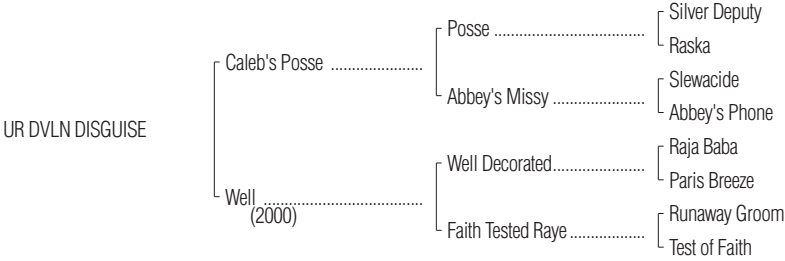 Silver Deputy
Posse ........................................
Raska
Caleb's Posse ........................
Slewacide
Abbey's Missy ........................
Abbey's Phone
UR DVLN DISGUISE
Raja Baba
Well Decorated........................
Paris Breeze
Well ..........................................
(2000)
Runaway Groom
Faith Tested Raye ....................
Test of Faith